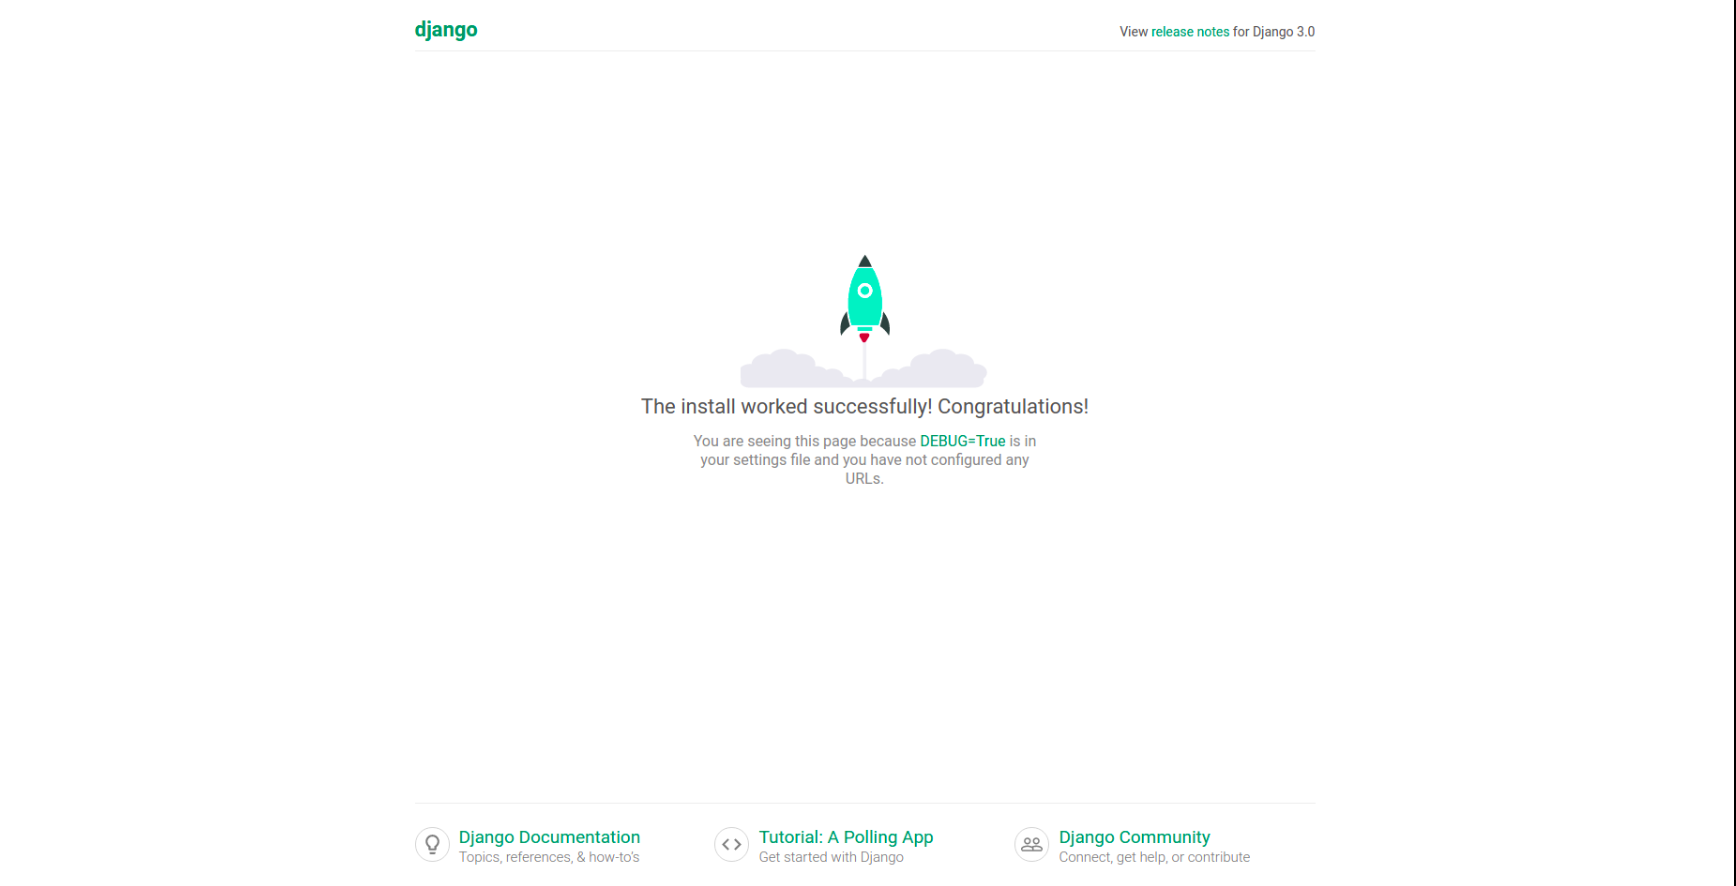 django
View release notes for Django 3.0
The install worked successfully! Congratulations!
You are seeing this page because DEBUG=True is in
your settings file and you have not configured any
URLs.
Django Documentation
Topics, references, & how-to's
Tutorial: A Polling App
Get started with Django
Django Community
Connect, get help, or contribute